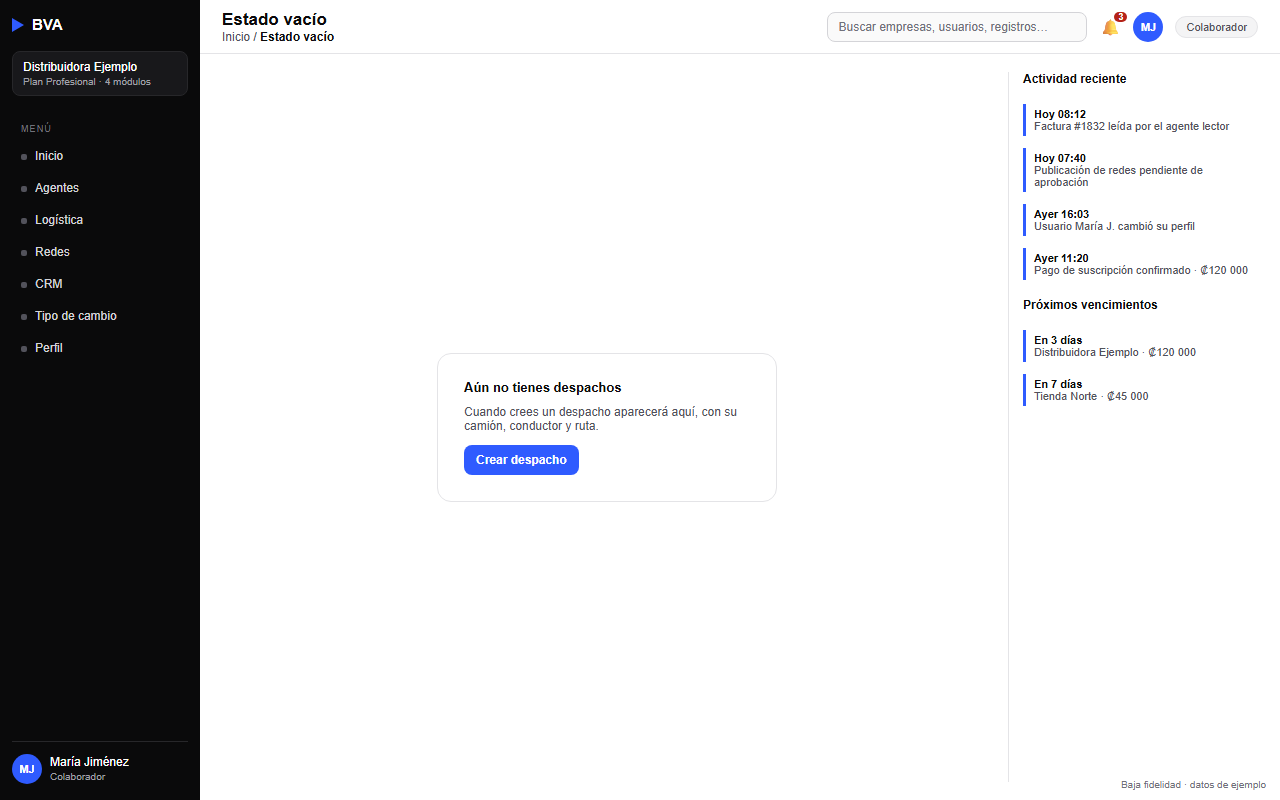 BVA
Distribuidora Ejemplo
Plan Profesional · 4 módulos
MENÚ
Inicio
Agentes
Logística
Redes
CRM
Tipo de cambio
Perfil
MJ
María Jiménez
Colaborador
Estado vacío
Inicio / Estado vacío
Buscar empresas, usuarios, registros…
3
MJ
Colaborador
Aún no tienes despachos
Cuando crees un despacho aparecerá aquí, con su
camión, conductor y ruta.
Crear despacho
Actividad reciente
Hoy 08:12
Factura #1832 leída por el agente lector
Hoy 07:40
Publicación de redes pendiente de
aprobación
Ayer 16:03
Usuario María J. cambió su perfil
Ayer 11:20
Pago de suscripción confirmado · ₡120 000
Próximos vencimientos
En 3 días
Distribuidora Ejemplo · ₡120 000
En 7 días
Tienda Norte · ₡45 000
Baja fidelidad · datos de ejemplo